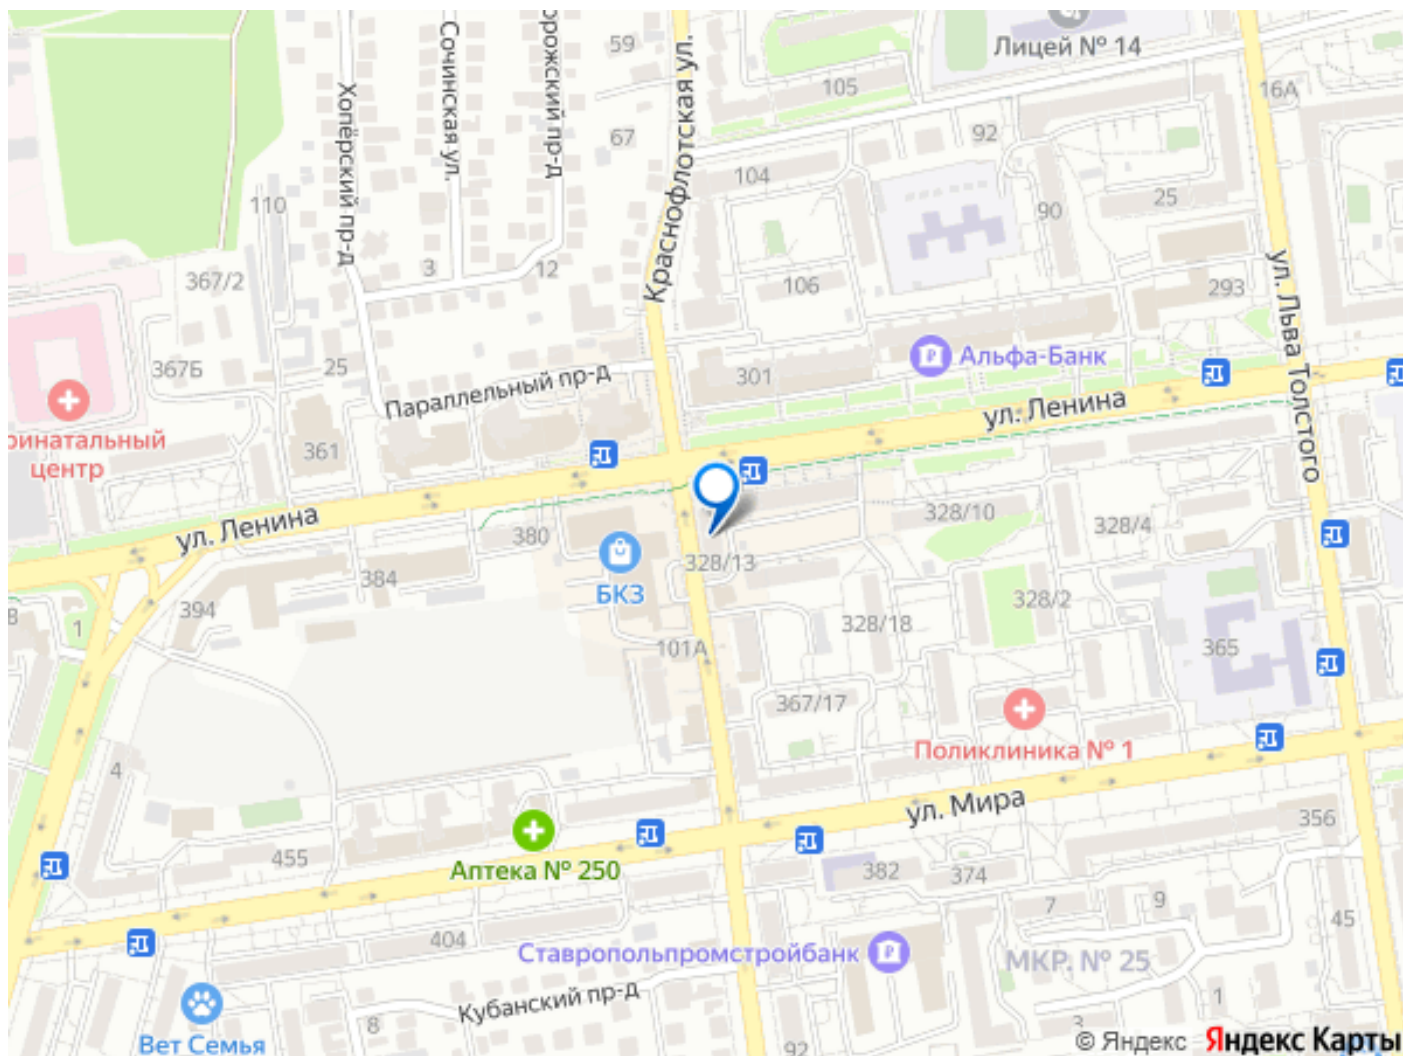 59
Лицей № 14
Сочинская ул.
орожский пр-д
Хопёрский пр-д
105
16А
67
92
Краснофлотская ул.
104
110
25
90
3
12
367/2
106
293
ул. Льва Толстого
25
367Б
Альфа-Банк
301
Параллельный пр-д
ул. Ленина
ринатальный
центр
361
ул. Ленина
380
328/10
328/4
328/13
384
БКЗ
328/2
394
8
1
328/18
101А
365
367/17
Поликлиника № 1
4
ул. Мира
356
455
Аптека № 250
382
374
7
9
45
404
Ставропольпромстройбанк
МКР. № 25
Кубанский пр-д
1
8
3
Вет Семья
92
© Яндекс Яндекс Карты